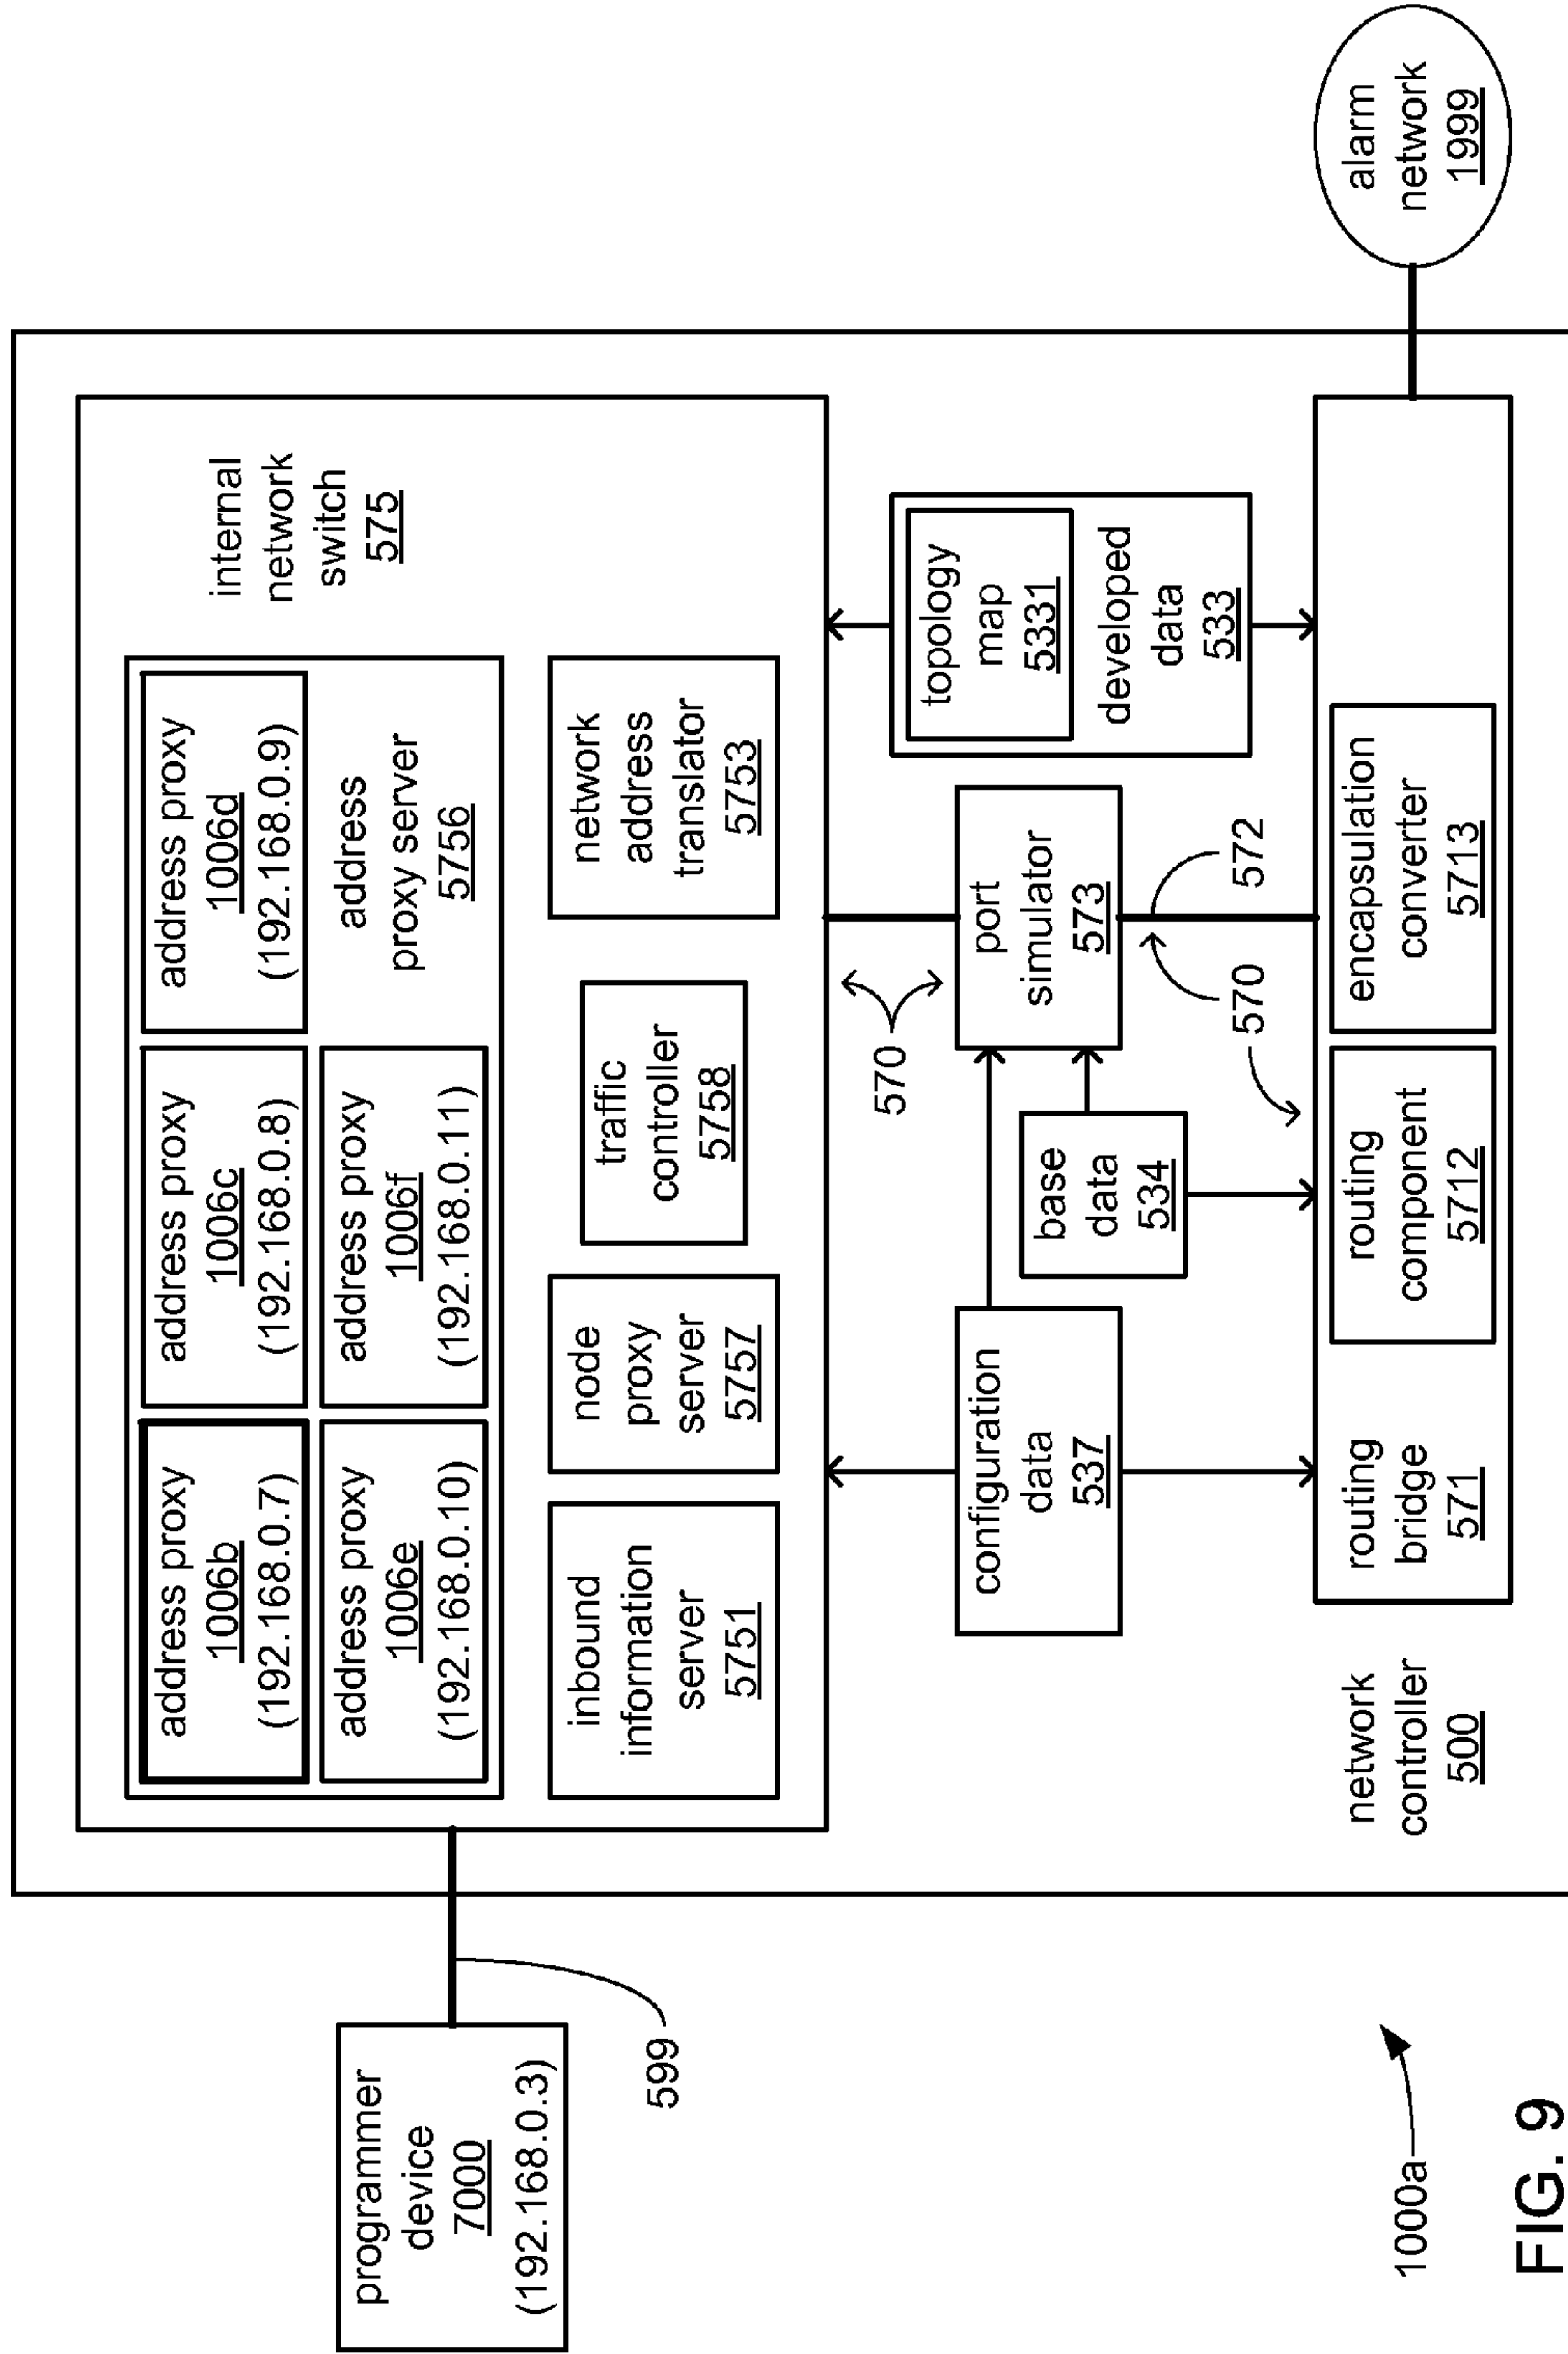 programmer
device
7000
(192.168.0.3)
599
address proxy
1006b
(192.168.0.7)
address proxy
1006c
(192.168.0.8)
address proxy
1006d
(192.168.0.9)
address proxy
1006e
(192.168.0.10)
address proxy
1006f
(192.168.0.11)
address
proxy server
5756
internal
network
switch
575
inbound
information
server
5751
node
proxy
server
5757
traffic
controller
5758
network
address
translator
5753
570
configuration
data
537
base
data
534
port
simulator
573
topology
map
5331
developed
data
533
570
572
network
controller
500
routing
bridge
571
routing
component
5712
encapsulation
converter
5713
alarm
network
1999
1000a
FIG. 9